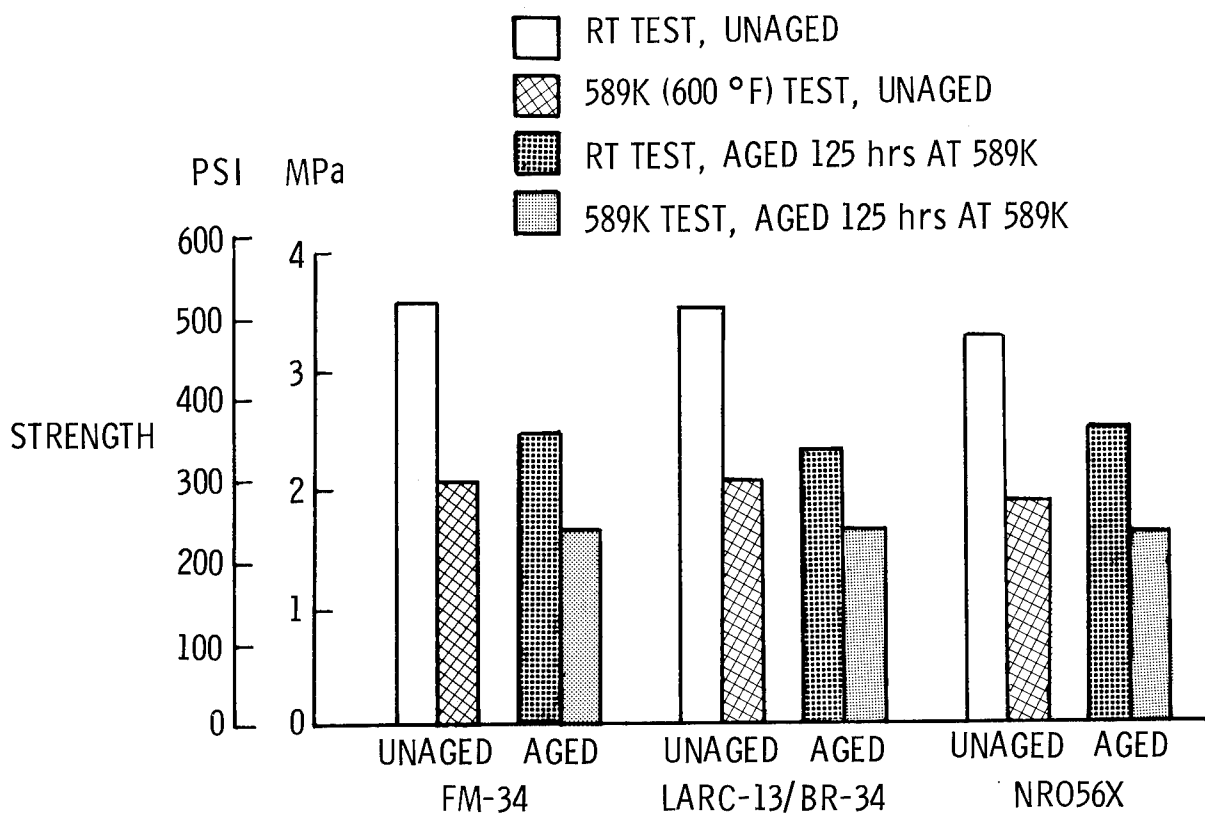 RT TEST, UNAGED
589K (600 °F) TEST, UNAGED
RT TEST, AGED 125 hrs AT 589K
589K TEST, AGED 125 hrs AT 589K
PSI MPa
600
500
400
300
200
100
0
4
3
2
1
0
STRENGTH
UNAGED AGED UNAGED AGED UNAGED AGED
FM-34 LARC-13/BR-34 NRO56X